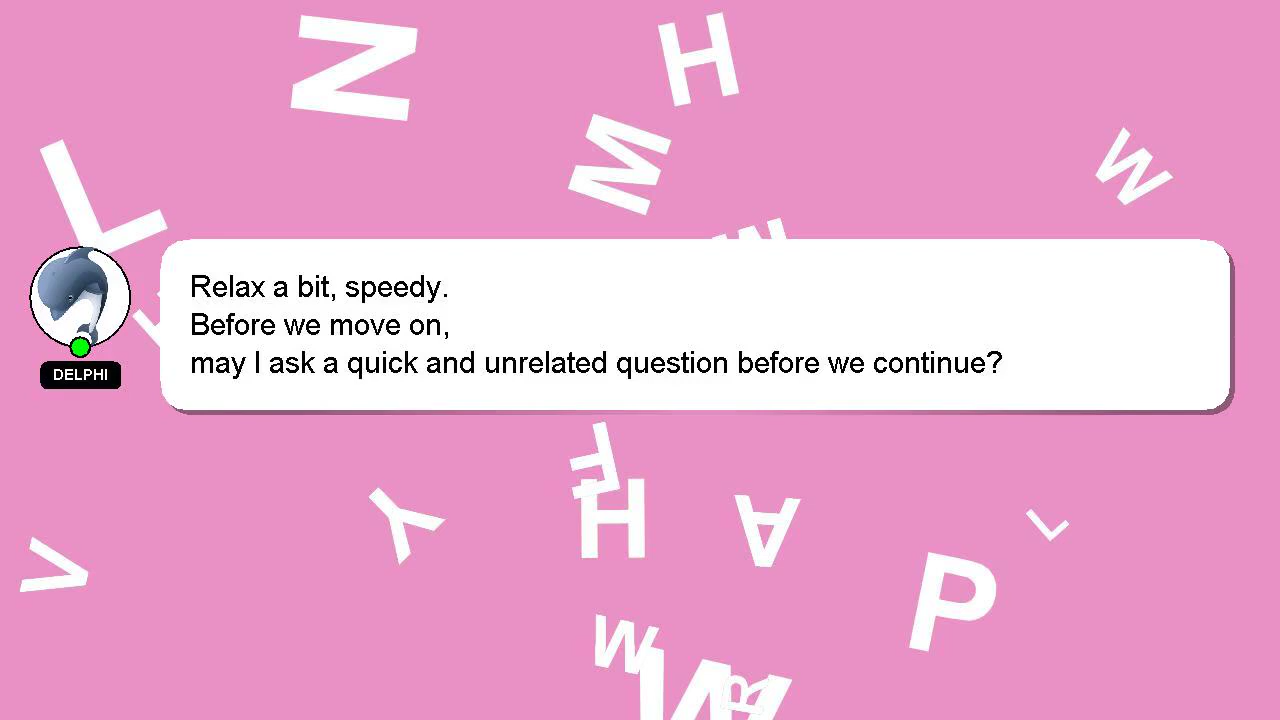 Z
H
M
W
L
Relax a bit, speedy.
Before we move on,
may I ask a quick and unrelated question before we continue?
DELPHI
F
H
Y
A
L
V
P
W
W
R